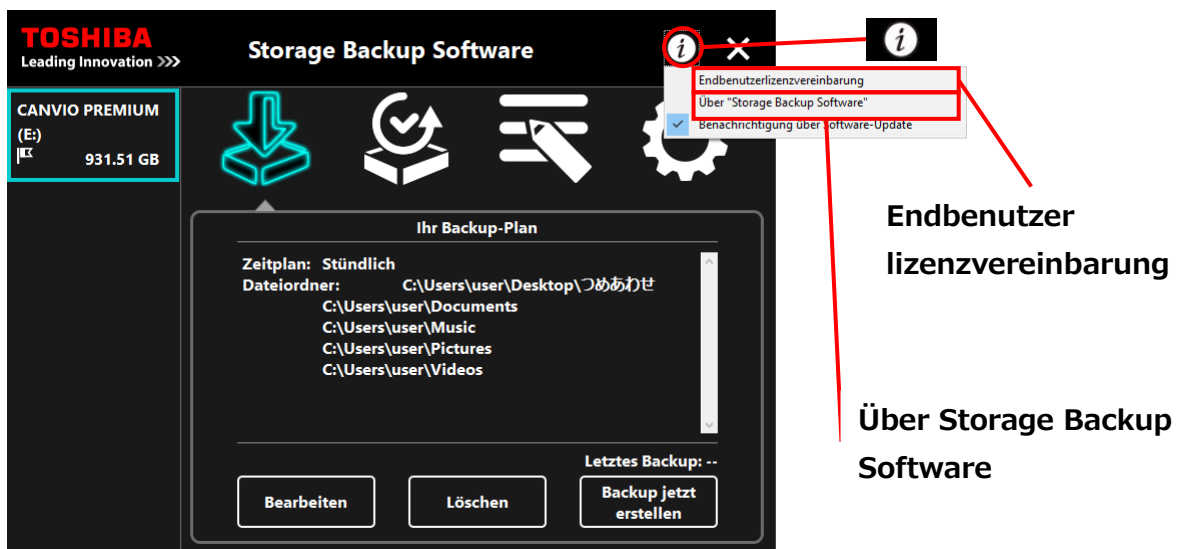 TOSHIBA
Leading Innovation >>>
Storage Backup Software
i
i
Endbenutzerlizenzvereinbarung
Über "Storage Backup Software"
Benachrichtigung über Software-Update
CANVIO PREMIUM
(E:)
931.51 GB
Ihr Backup-Plan
Zeitplan: Stündlich
Dateiordner: C:\Users\user\Desktop\つめあわせ
C:\Users\user\Documents
C:\Users\user\Music
C:\Users\user\Pictures
C:\Users\user\Videos
Letztes Backup: --
Bearbeiten
Löschen
Backup jetzt
erstellen
Endbenutzer
lizenzvereinbarung
Über Storage Backup
Software